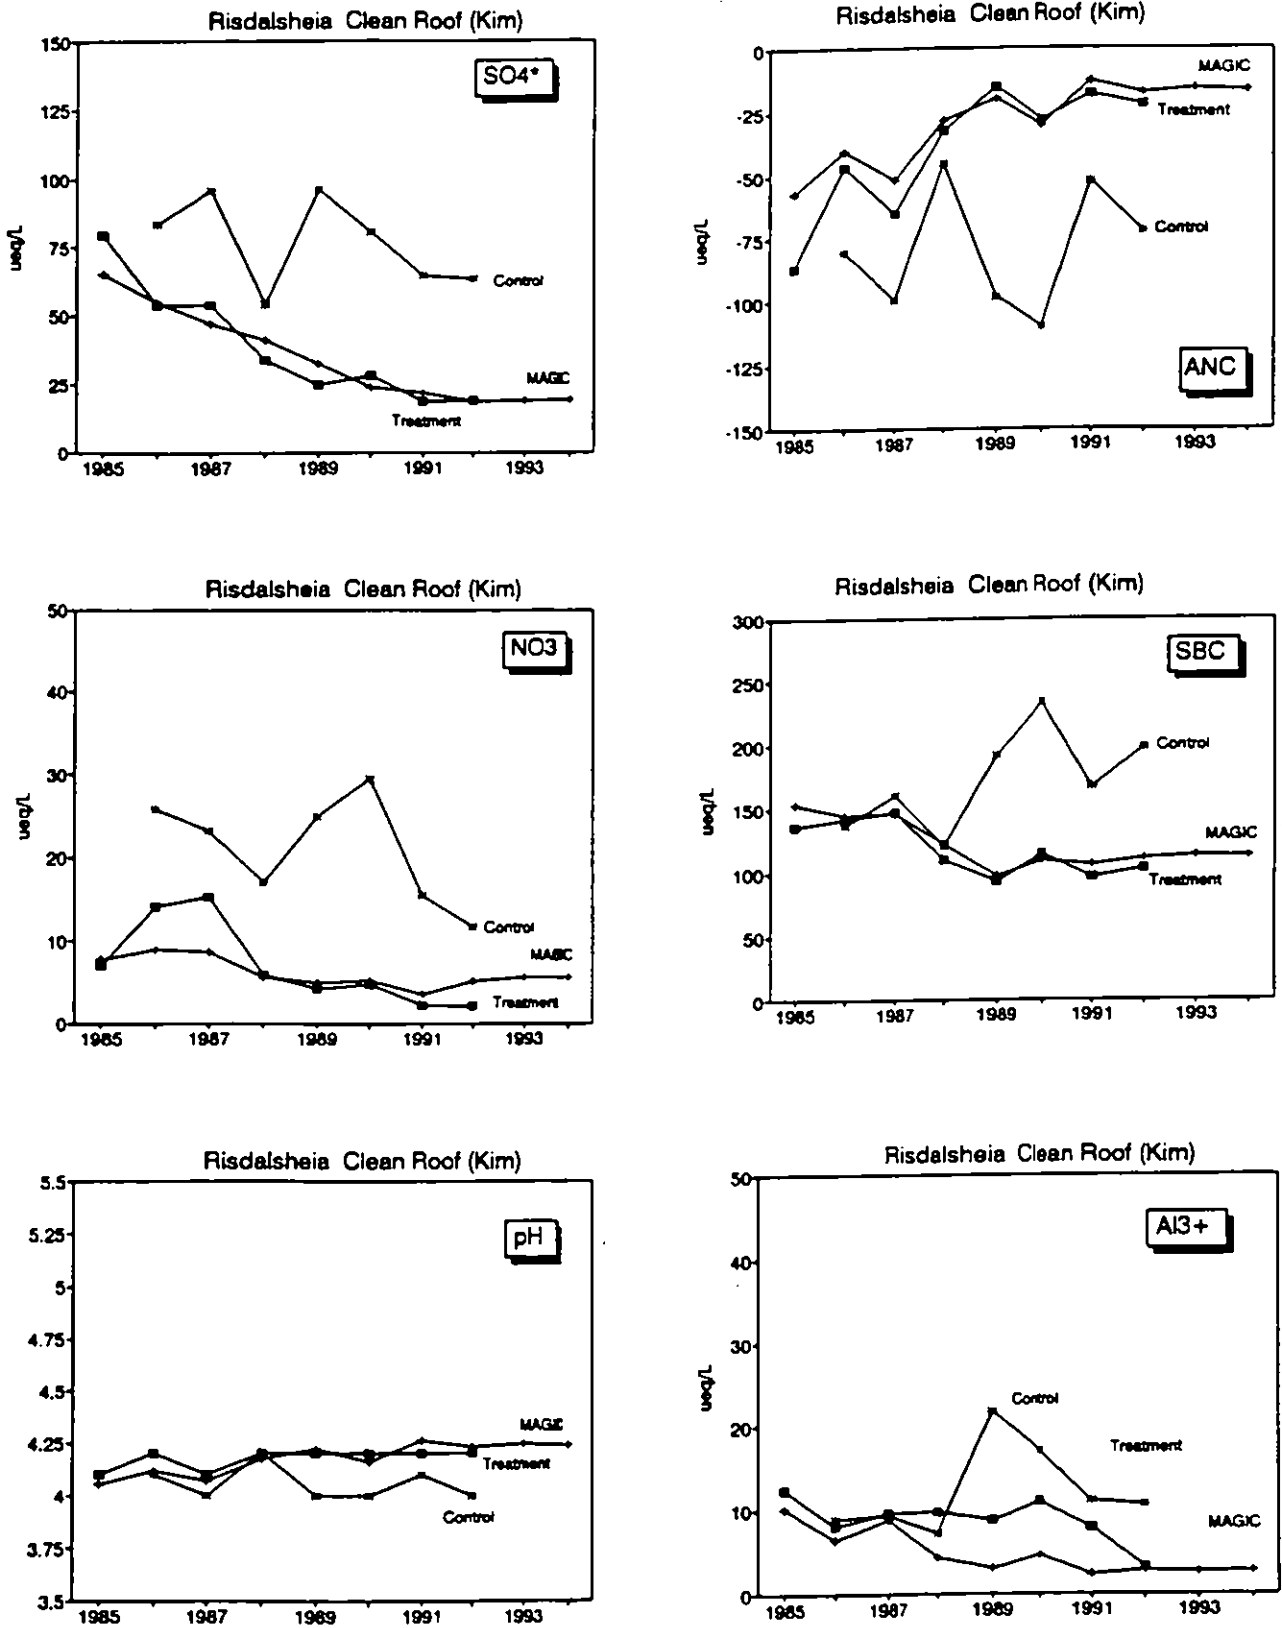 Risdalsheia Clean Roof (Kim)
150
125
100
75
50
25
0
ueq/L
SO4*
Control
MAGIC
Treatment
1985 1987 1989 1991 1993
Risdalsheia Clean Roof (Kim)
0
-25
-50
-75
-100
-125
-150
ueq/L
MAGIC
Treatment
Control
ANC
1985 1987 1989 1991 1993
Risdalsheia Clean Roof (Kim)
50
40
30
20
10
0
ueq/L
NO3
Control
MAGIC
Treatment
1985 1987 1989 1991 1993
Risdalsheia Clean Roof (Kim)
300
250
200
150
100
50
0
ueq/L
SBC
Control
MAGIC
Treatment
1985 1987 1989 1991 1993
Risdalsheia Clean Roof (Kim)
5.5
5.25
5
4.75
4.5
4.25
4
3.75
3.5
pH
MAGIC
Treatment
Control
1985 1987 1989 1991 1993
Risdalsheia Clean Roof (Kim)
50
40
30
20
10
0
ueq/L
Al3+
Control
Treatment
MAGIC
1985 1987 1989 1991 1993